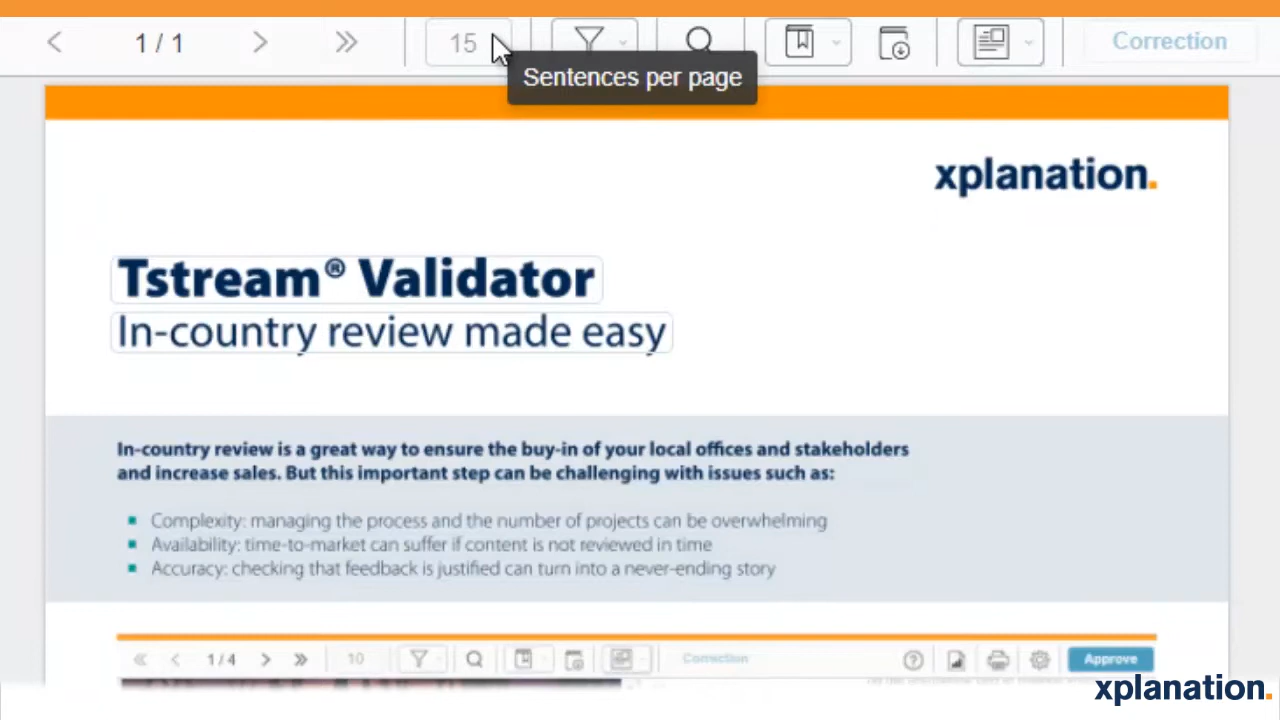 1 / 1
15
Correction
Sentences per page
xplanation.
Tstream® Validator
In-country review made easy
In-country review is a great way to ensure the buy-in of your local offices and stakeholders
and increase sales. But this important step can be challenging with issues such as:
Complexity: managing the process and the number of projects can be overwhelming
Availability: time-to-market can suffer if content is not reviewed in time
Accuracy: checking that feedback is justified can turn into a never-ending story
1/4
10
Correction
Approve
xplanation.